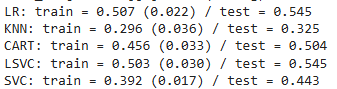 LR: train = 0.507 (0.022) / test = 0.545
KNN: train = 0.296 (0.036) / test = 0.325
CART: train = 0.456 (0.033) / test = 0.504
LSVC: train = 0.503 (0.030) / test = 0.545
SVC: train = 0.392 (0.017) / test = 0.443